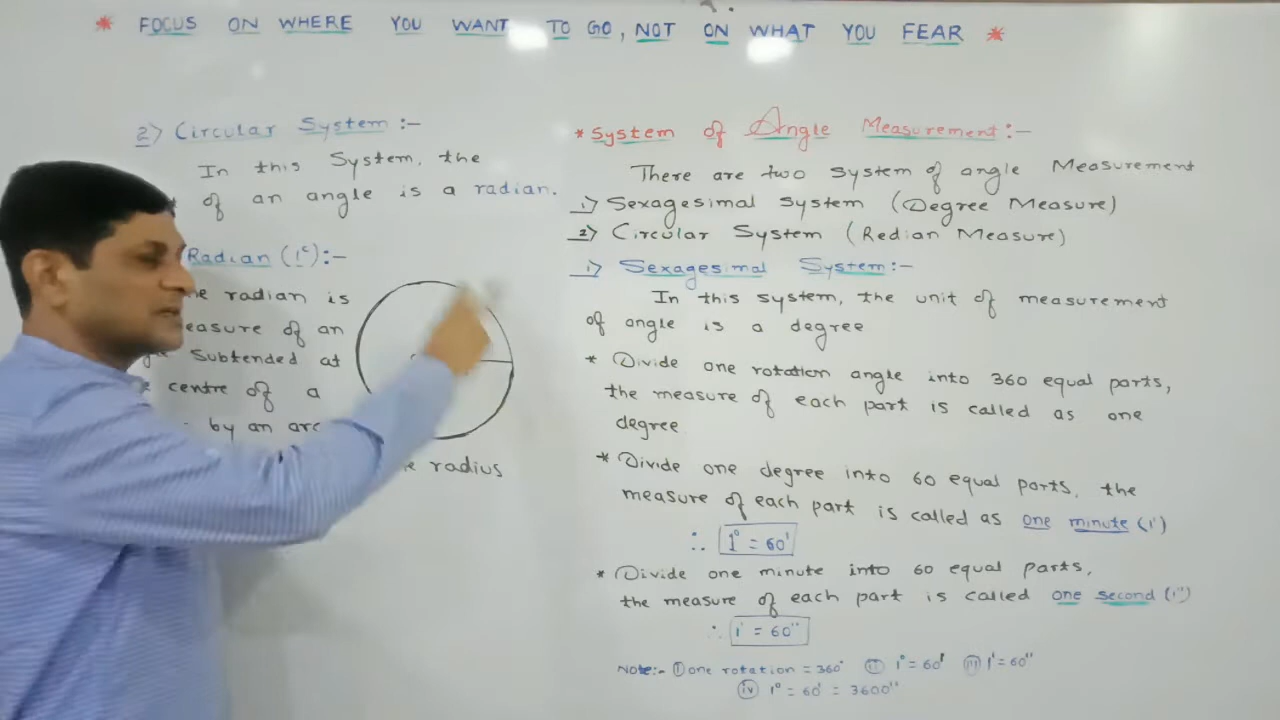 * FOCUS ON WHERE YOU WANT TO GO, NOT ON WHAT YOU FEAR *
2) Circular System :-
In this System, the
of an angle is a radian.
Radian (1ᶜ):-
radian is
of an
Subtended at
centre of a
by an arc
radius
* System of Angle Measurement :-
There are two system of angle Measurement
1) Sexagesimal system (Degree Measure)
2) Circular System (Redian Measure)
1) Sexagesimal System :-
In this system, the unit of measurement
of angle is a degree
* Divide one rotation angle into 360 equal parts,
the measure of each part is called as one
degree
* Divide one degree into 60 equal parts, the
measure of each part is called as one minute (1')
∴ 1° = 60'
* Divide one minute into 60 equal parts,
the measure of each part is called one second (1")
∴ 1' = 60"
Note:- (i) one rotation = 360° (ii) 1° = 60' (iii) 1' = 60"
(iv) 1° = 60' = 3600"